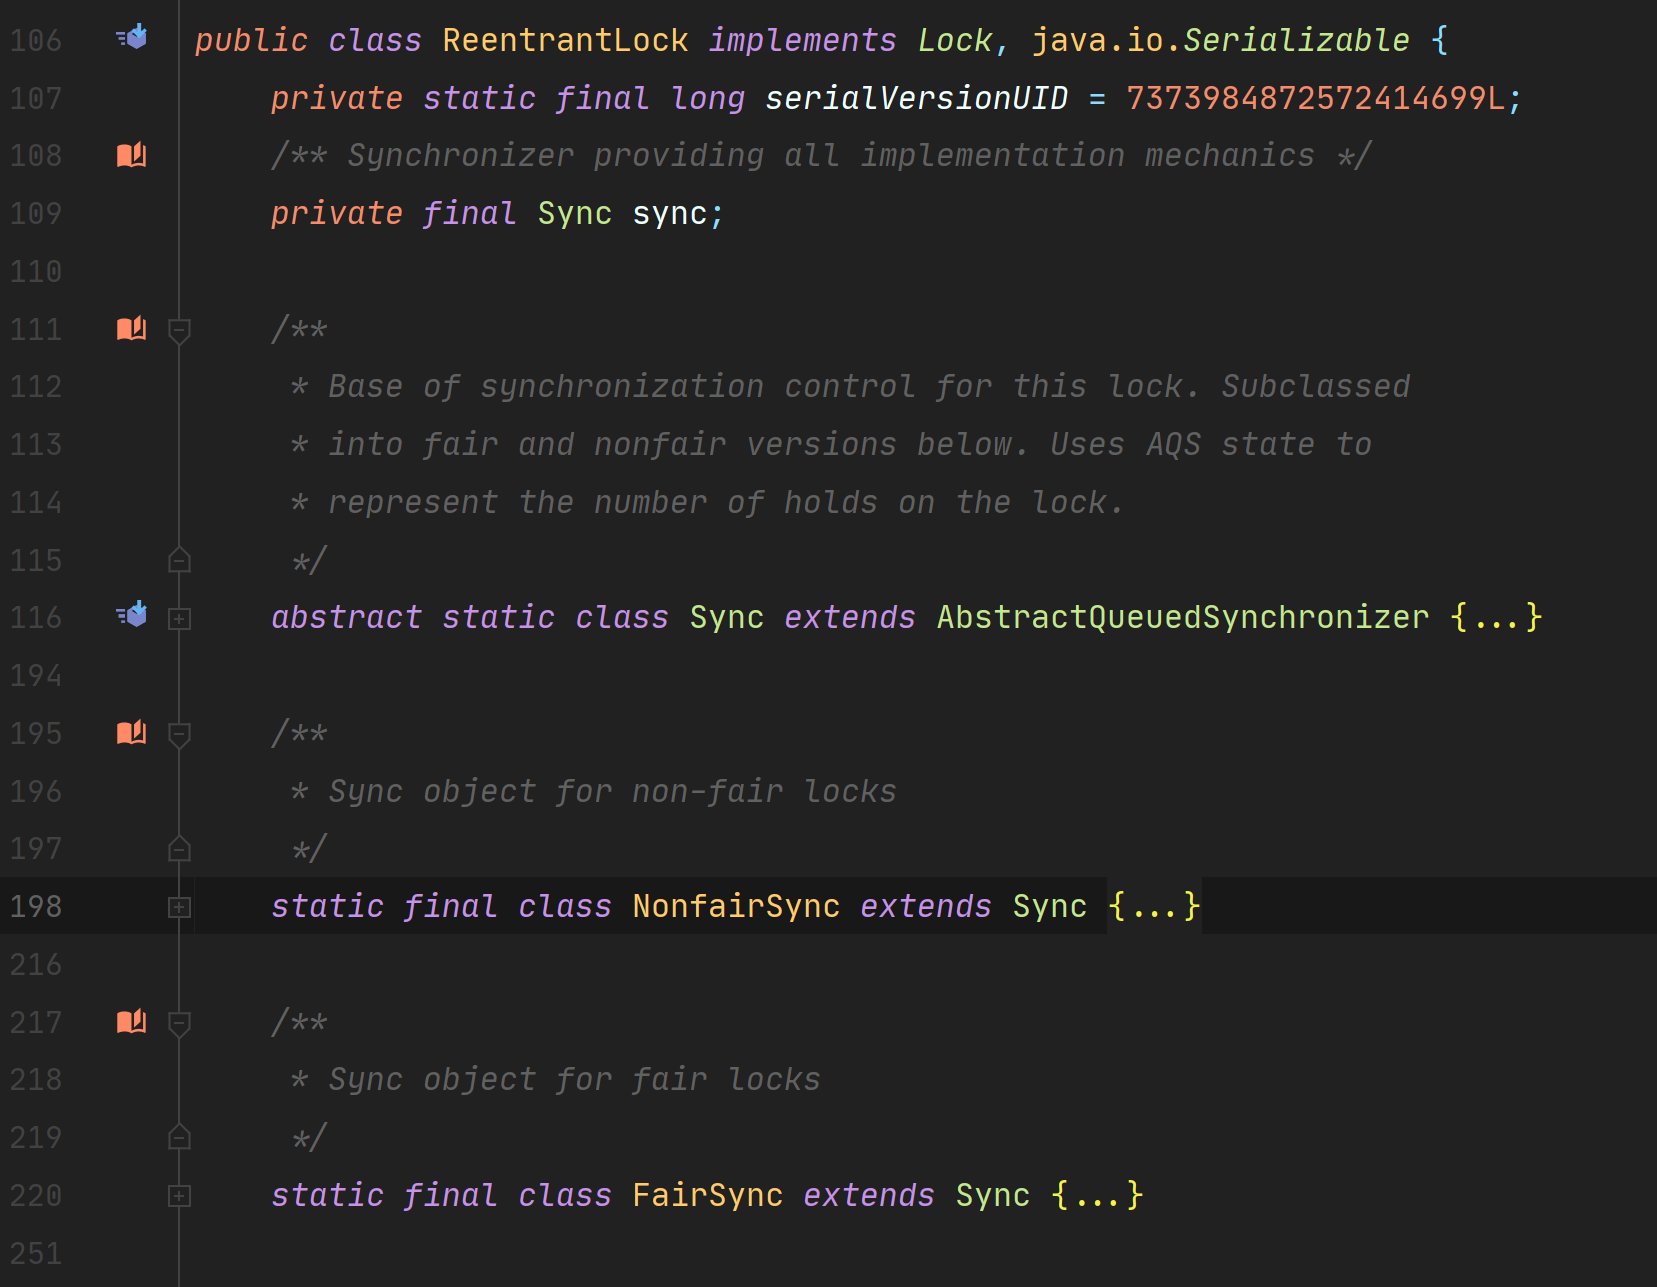 106 public class ReentrantLock implements Lock, java.io.Serializable {
107 private static final long serialVersionUID = 7373984872572414699L;
108 /** Synchronizer providing all implementation mechanics */
109 private final Sync sync;
110
111 /**
112 * Base of synchronization control for this lock. Subclassed
113 * into fair and nonfair versions below. Uses AQS state to
114 * represent the number of holds on the lock.
115 */
116 abstract static class Sync extends AbstractQueuedSynchronizer {...}
194
195 /**
196 * Sync object for non-fair locks
197 */
198 static final class NonfairSync extends Sync {...}
216
217 /**
218 * Sync object for fair locks
219 */
220 static final class FairSync extends Sync {...}
251